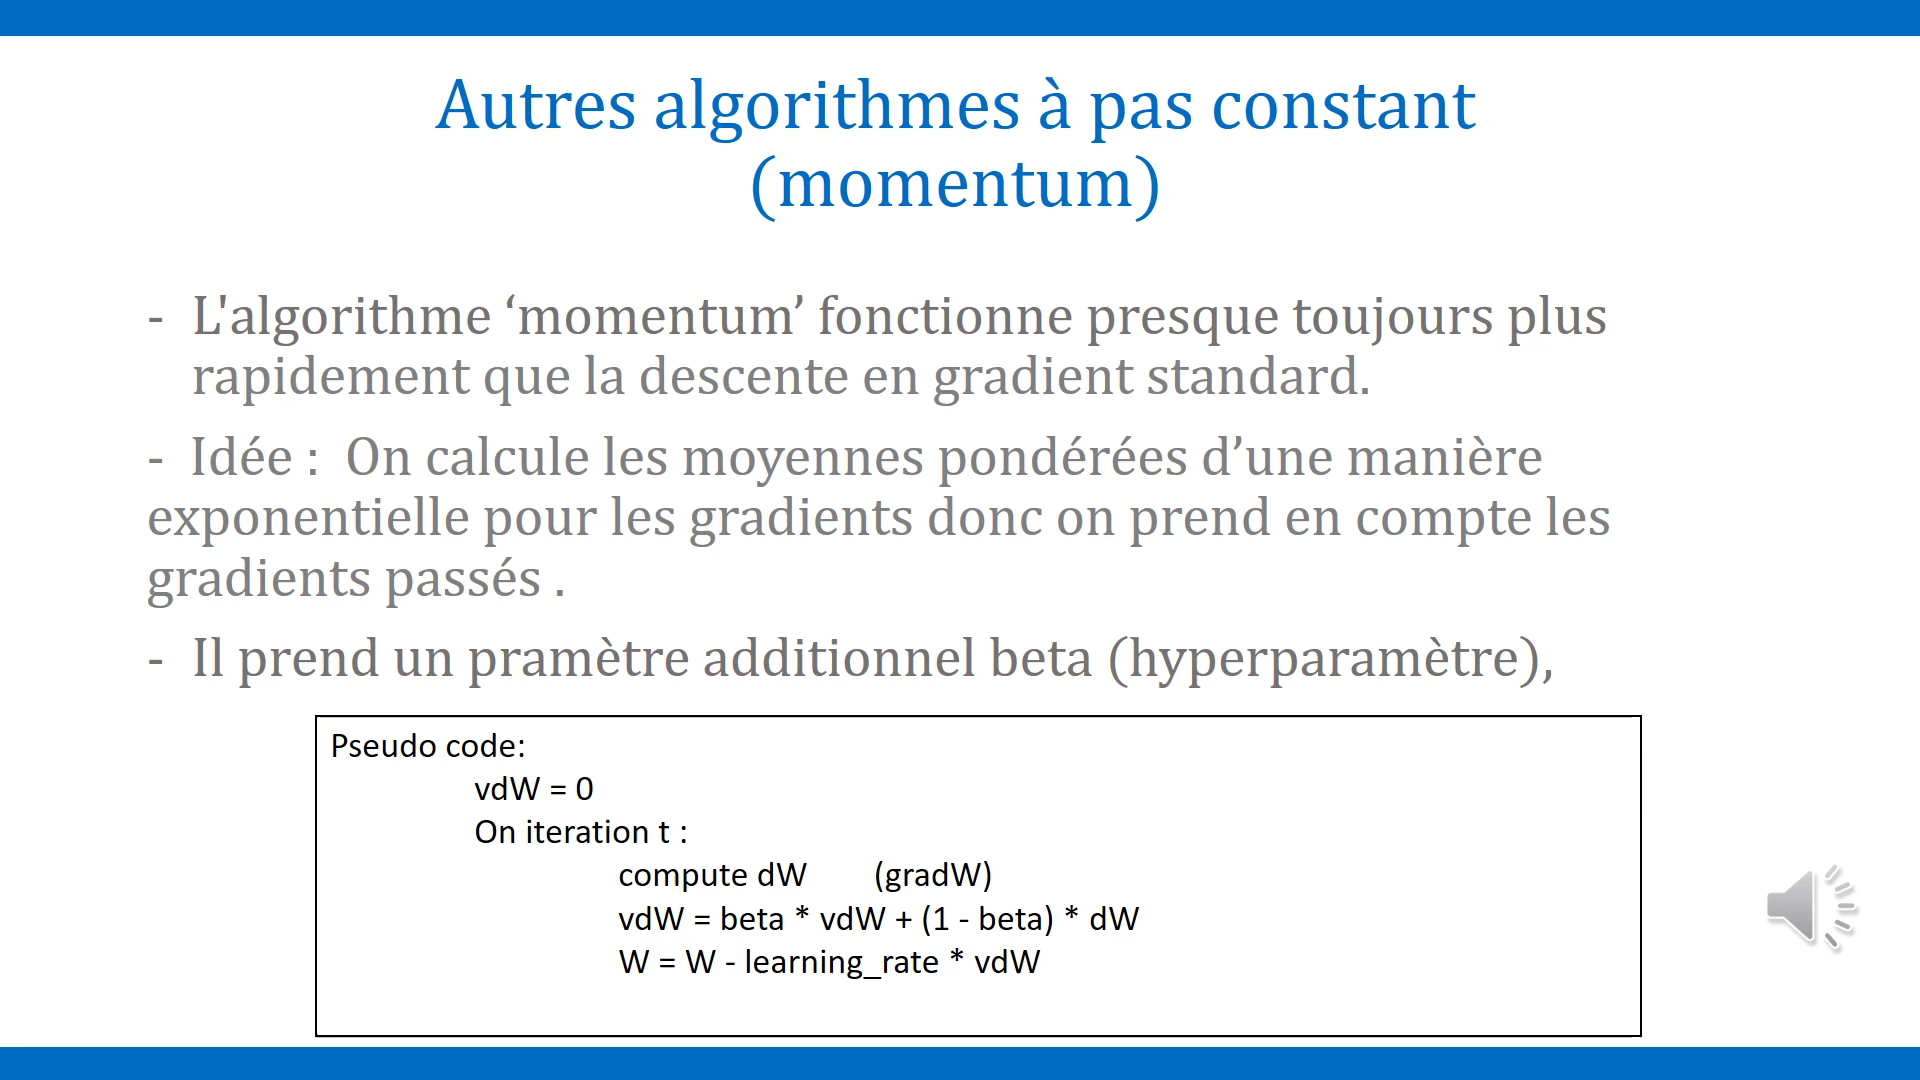 Autres algorithmes à pas constant
(momentum)
- L'algorithme ‘momentum’ fonctionne presque toujours plus
rapidement que la descente en gradient standard.
- Idée : On calcule les moyennes pondérées d’une manière
exponentielle pour les gradients donc on prend en compte les
gradients passés .
- Il prend un pramètre additionnel beta (hyperparamètre),
Pseudo code:
vdW = 0
On iteration t :
compute dW (gradW)
vdW = beta * vdW + (1 - beta) * dW
W = W - learning_rate * vdW